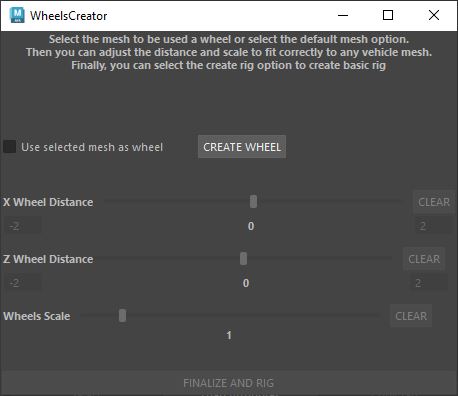 WheelsCreator
Select the mesh to be used a wheel or select the default mesh option.
Then you can adjust the distance and scale to fit correctly to any vehicle mesh.
Finally, you can select the create rig option to create basic rig
Use selected mesh as wheel CREATE WHEEL
X Wheel Distance CLEAR
-2 0 2
Z Wheel Distance CLEAR
-2 0 2
Wheels Scale CLEAR
1
FINALIZE AND RIG